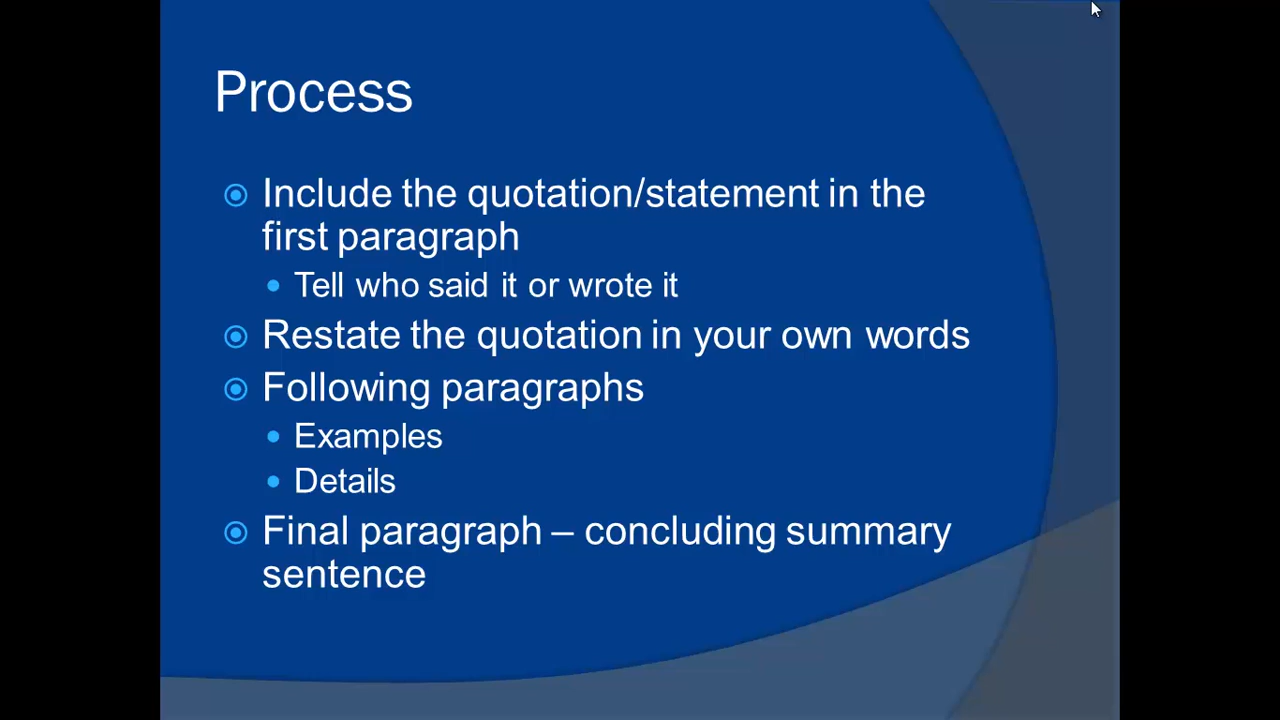 Process
Include the quotation/statement in the
first paragraph
Tell who said it or wrote it
Restate the quotation in your own words
Following paragraphs
Examples
Details
Final paragraph – concluding summary
sentence